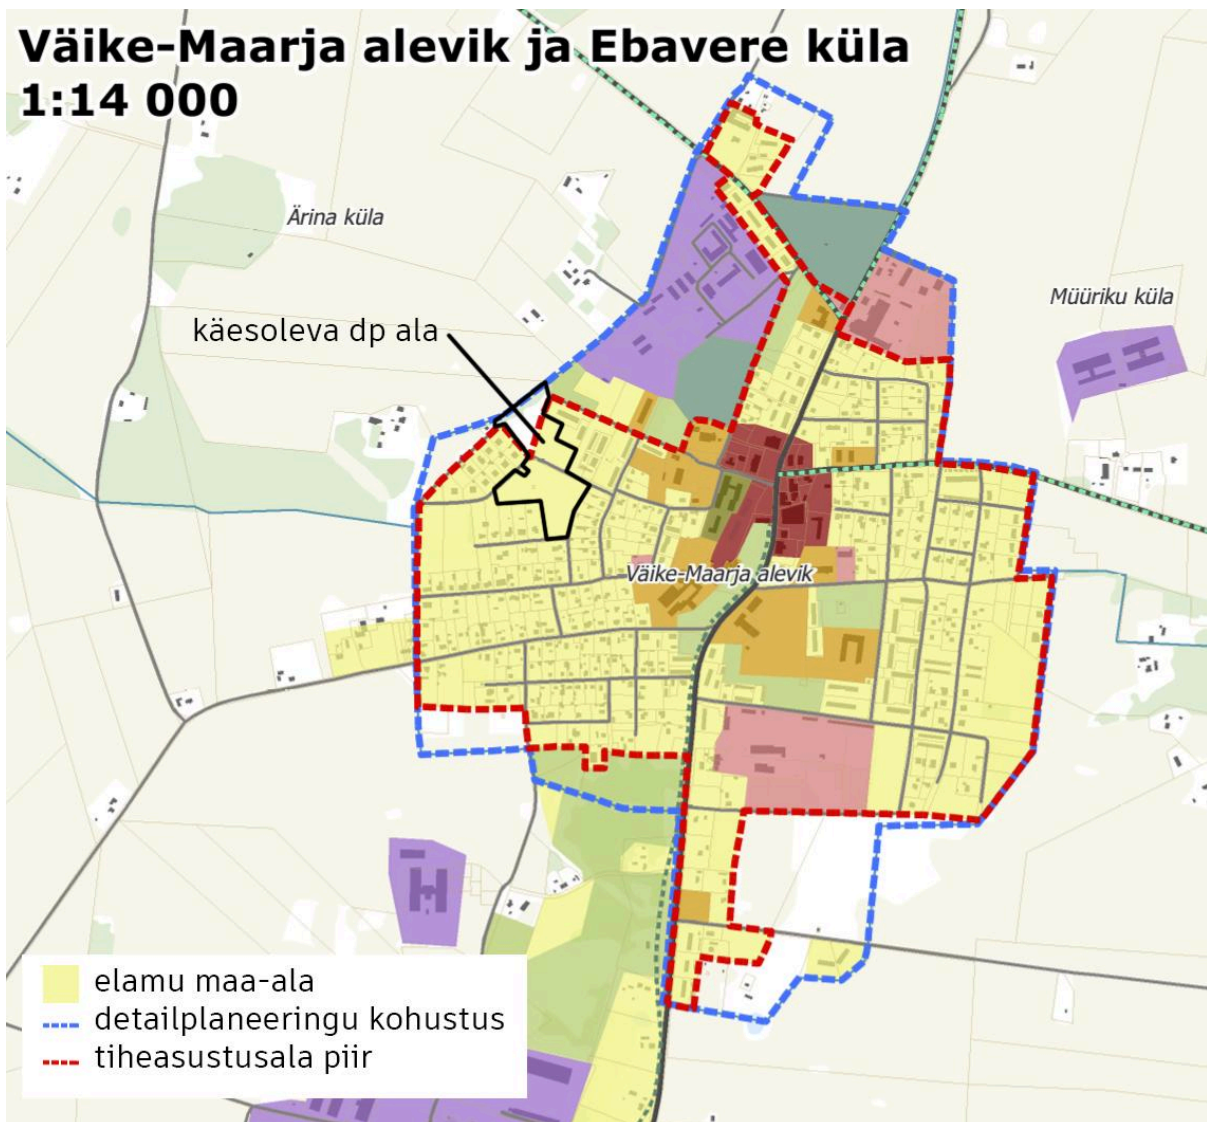 Väike-Maarja alevik ja Ebavere küla
1:14 000
Ärina küla
Müüriku küla
käesoleva dp ala
Väike-Maarja alevik
elamu maa-ala
detailplaneeringu kohustus
tiheasustusala piir